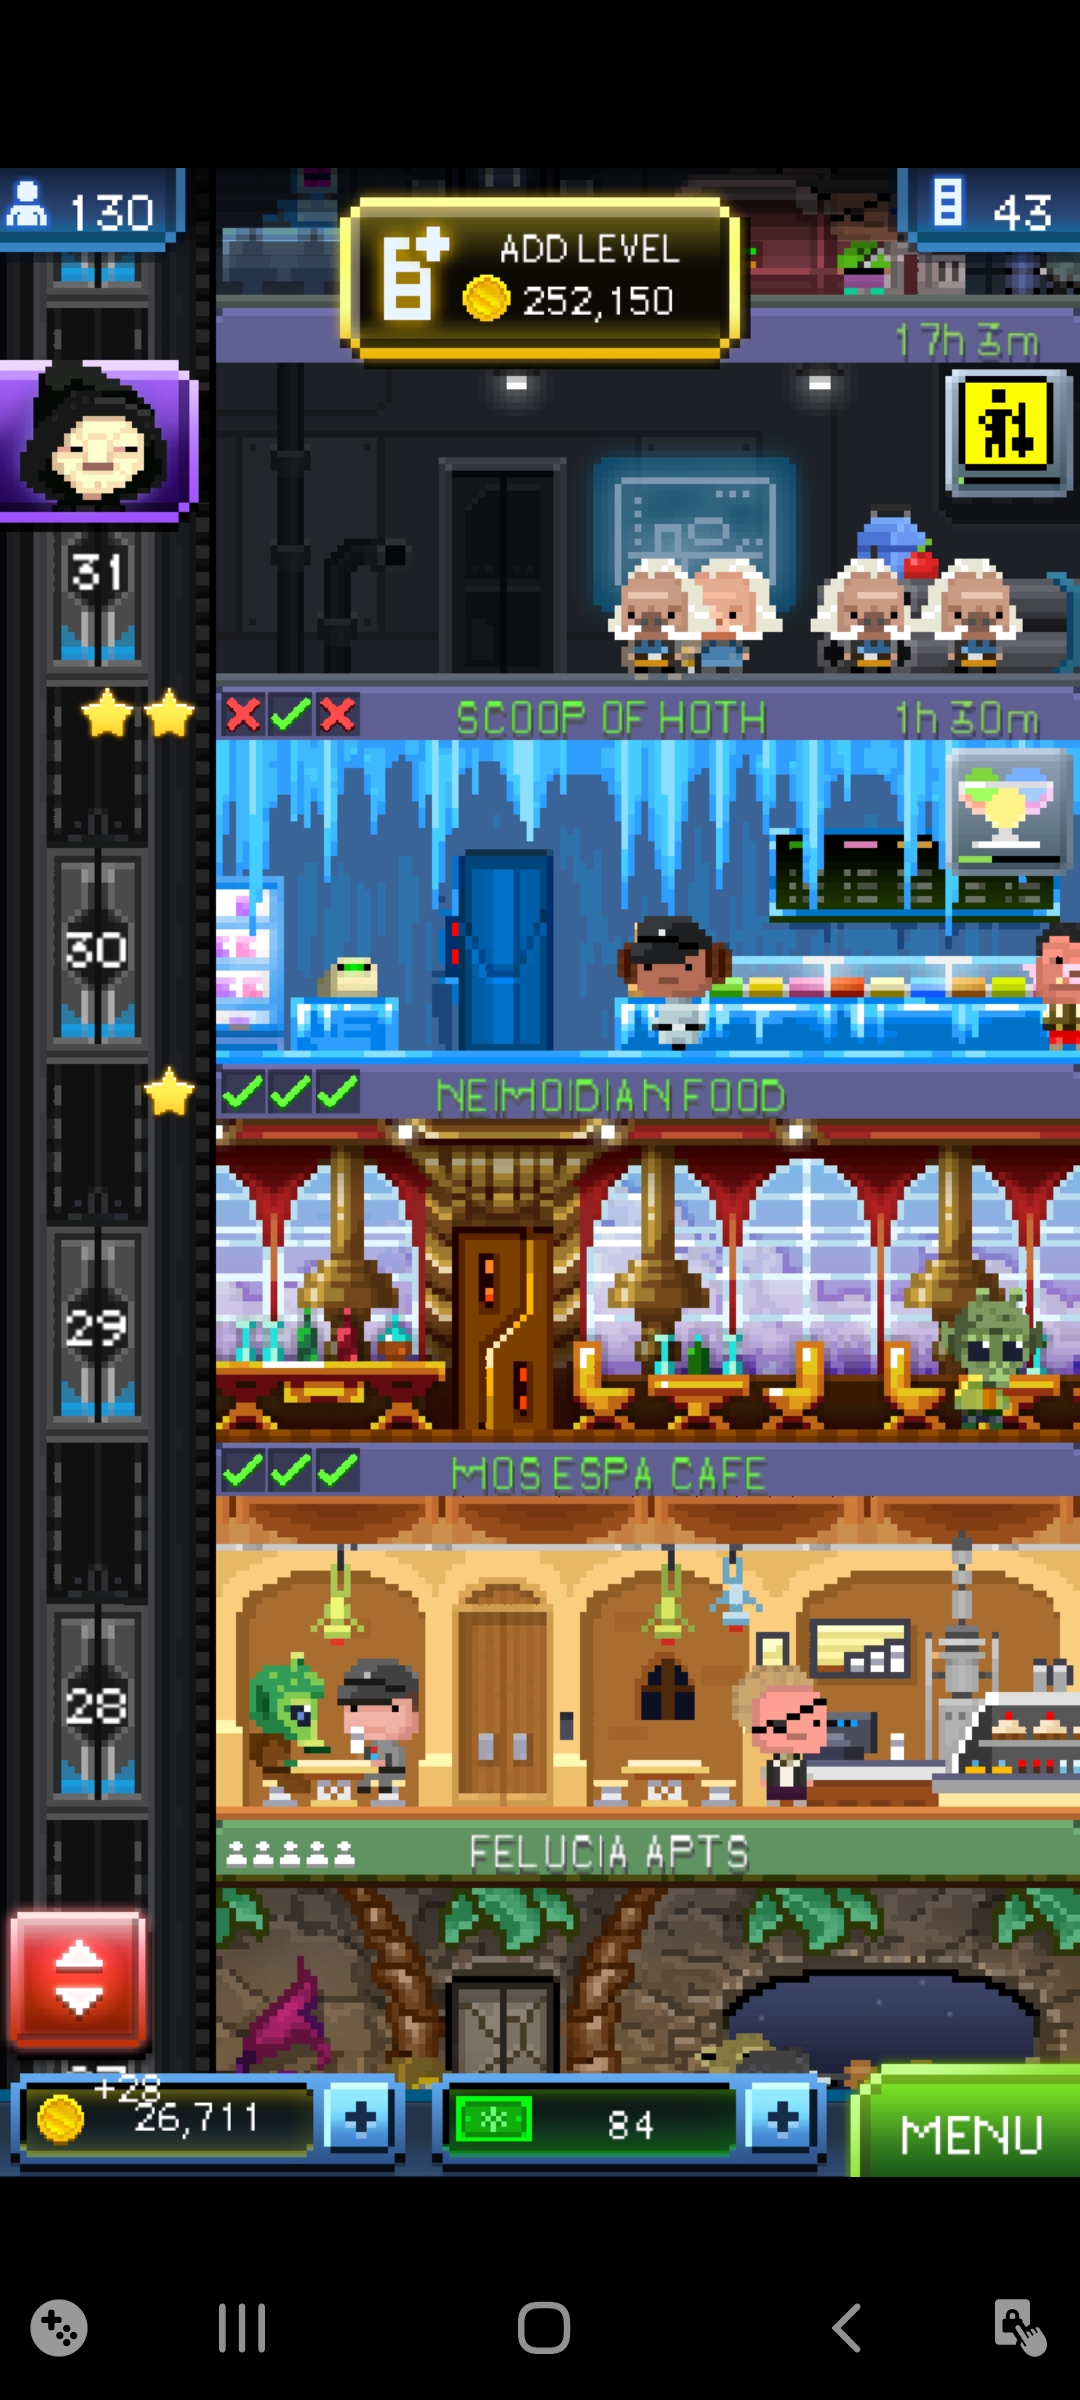 130
ADD LEVEL
252,150
43
17h 3m
31
SCOOP OF HOTH
1h 30m
30
NEIMOIDIAN FOOD
29
MOS ESPA CAFE
28
FELUCIA APTS
+28
26,711
84
MENU